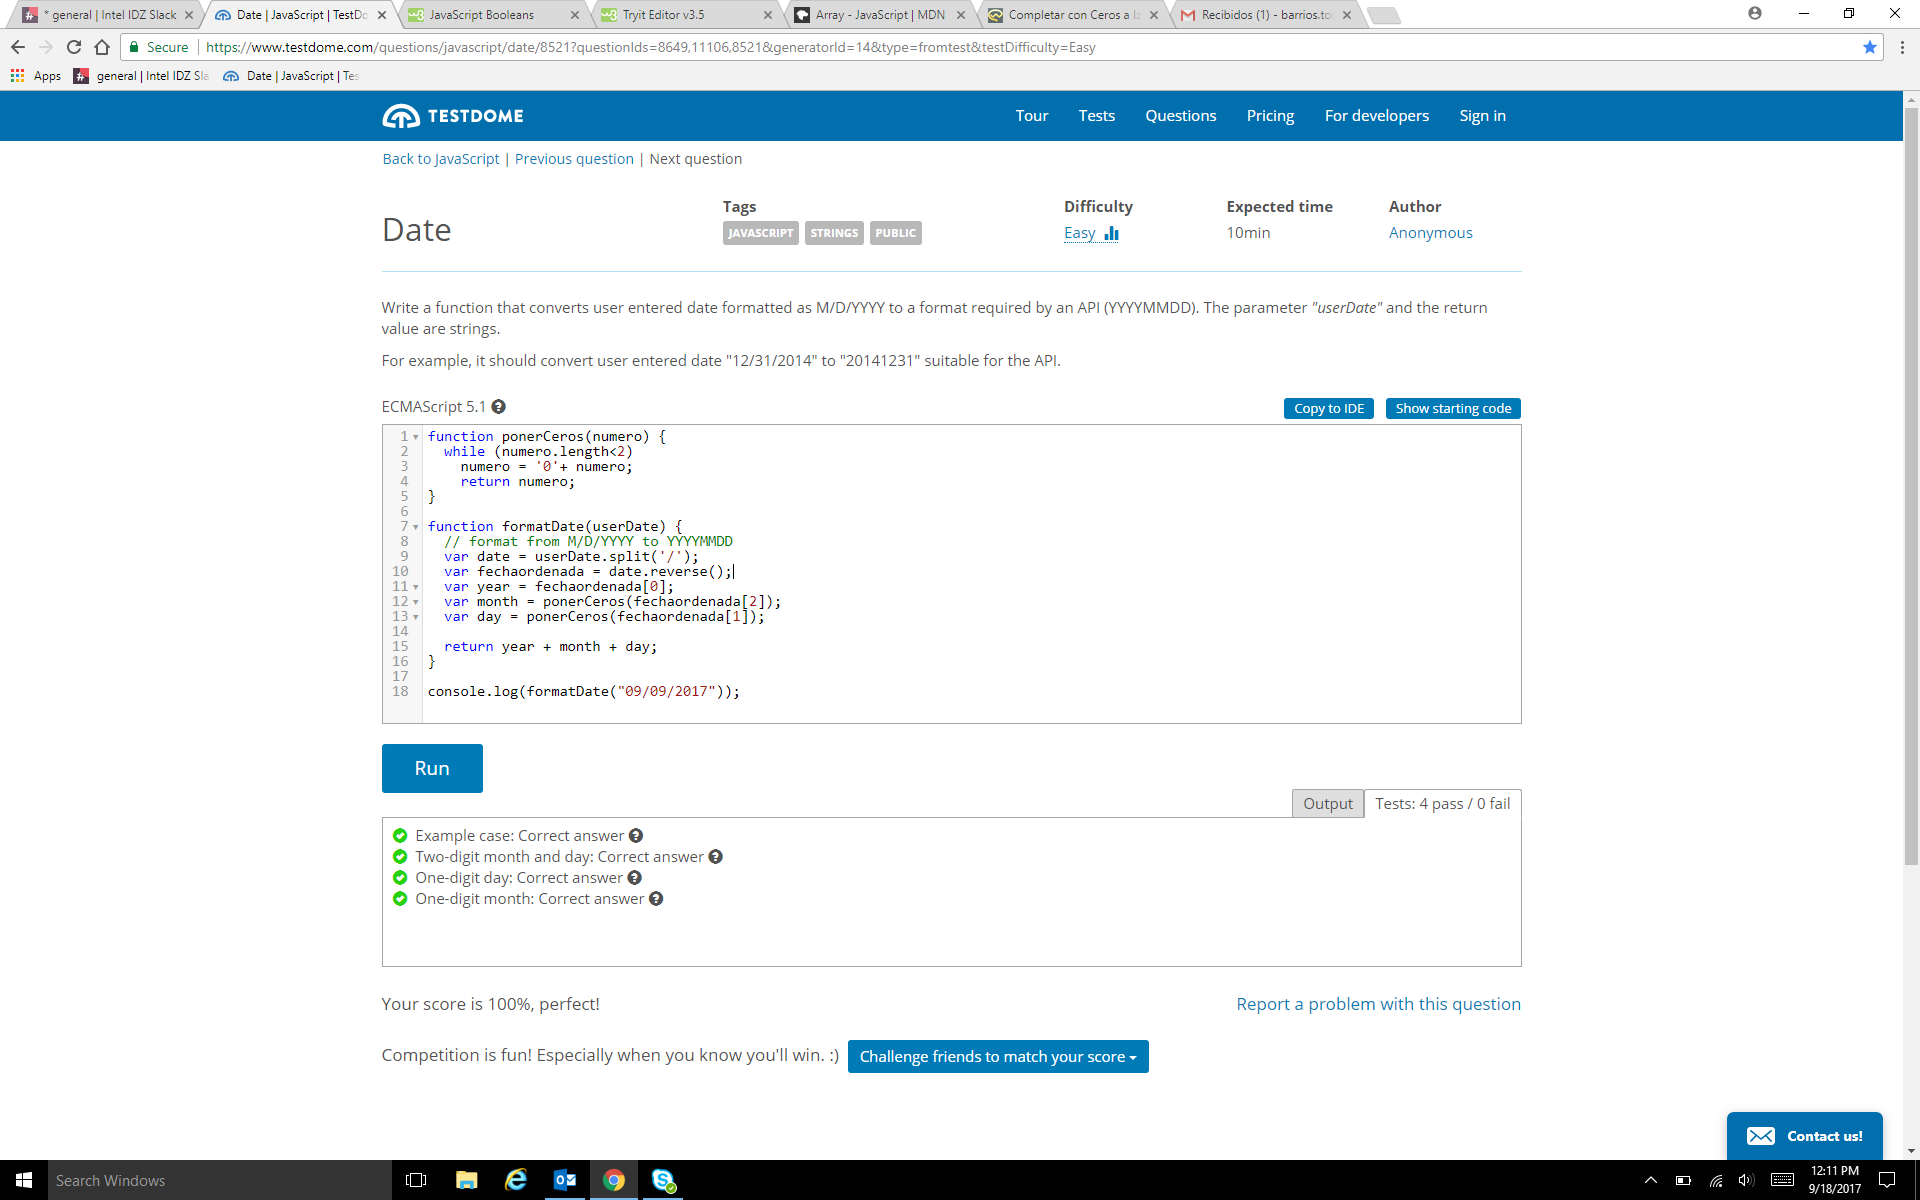 * general | Intel IDZ Slack
Date | JavaScript | TestDo
JavaScript Booleans
Tryit Editor v3.5
Array - JavaScript | MDN
Completar con Ceros a Iz
Recibidos (1) - barrios.to
Secure
https://www.testdome.com/questions/javascript/date/8521?questionIds=8649,11106,8521&generatorId=14&type=fromtest&testDifficulty=Easy
Apps
general | Intel IDZ Sla
Date | JavaScript | Tes
TESTDOME
Tour
Tests
Questions
Pricing
For developers
Sign in
Back to JavaScript | Previous question | Next question
Date
Tags
JAVASCRIPT STRINGS PUBLIC
Difficulty
Easy
Expected time
10min
Author
Anonymous
Write a function that converts user entered date formatted as M/D/YYYY to a format required by an API (YYYYMMDD). The parameter "userDate" and the return
value are strings.
For example, it should convert user entered date "12/31/2014" to "20141231" suitable for the API.
ECMAScript 5.1
Copy to IDE
Show starting code
1 function ponerCeros(numero) {
2 while (numero.length<2)
3 numero = '0'+ numero;
4 return numero;
5 }
6
7 function formatDate(userDate) {
8 // format from M/D/YYYY to YYYYMMDD
9 var date = userDate.split('/');
10 var fechaordenada = date.reverse();
11 var year = fechaordenada[0];
12 var month = ponerCeros(fechaordenada[2]);
13 var day = ponerCeros(fechaordenada[1]);
14
15 return year + month + day;
16 }
17
18 console.log(formatDate("09/09/2017"));
Run
Output
Tests: 4 pass / 0 fail
Example case: Correct answer
Two-digit month and day: Correct answer
One-digit day: Correct answer
One-digit month: Correct answer
Your score is 100%, perfect!
Report a problem with this question
Competition is fun! Especially when you know you'll win. :)
Challenge friends to match your score
Contact us!
Search Windows
12:11 PM
9/18/2017